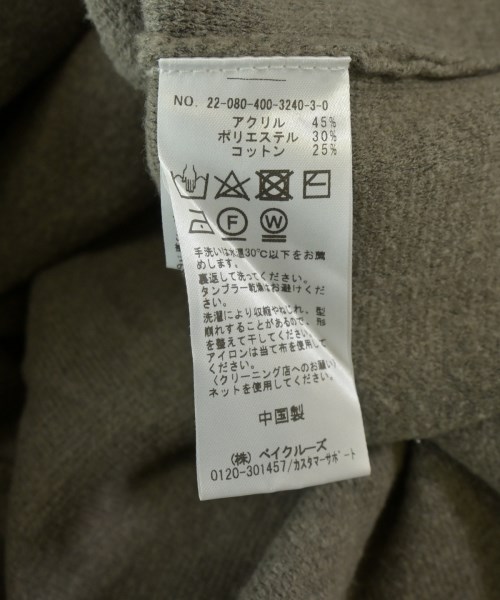 NO. 22-080-400-3240-3-0
アクリル 45%
ポリエステル 30%
コットン 25%
F
W
手洗いは水温30℃以下をお薦
めします。
裏返して洗ってください。
タンブラー乾燥はお避けくだ
さい。
洗濯により収縮やねじれ、型
崩れすることがあるので、形
を整えて干してください。
アイロンは当て布を使用して
ください。
(クリーニング店へのお願い)
ネットを使用してください。
中国製
(株) ベイクルーズ
0120-301457/カスタマーサポート